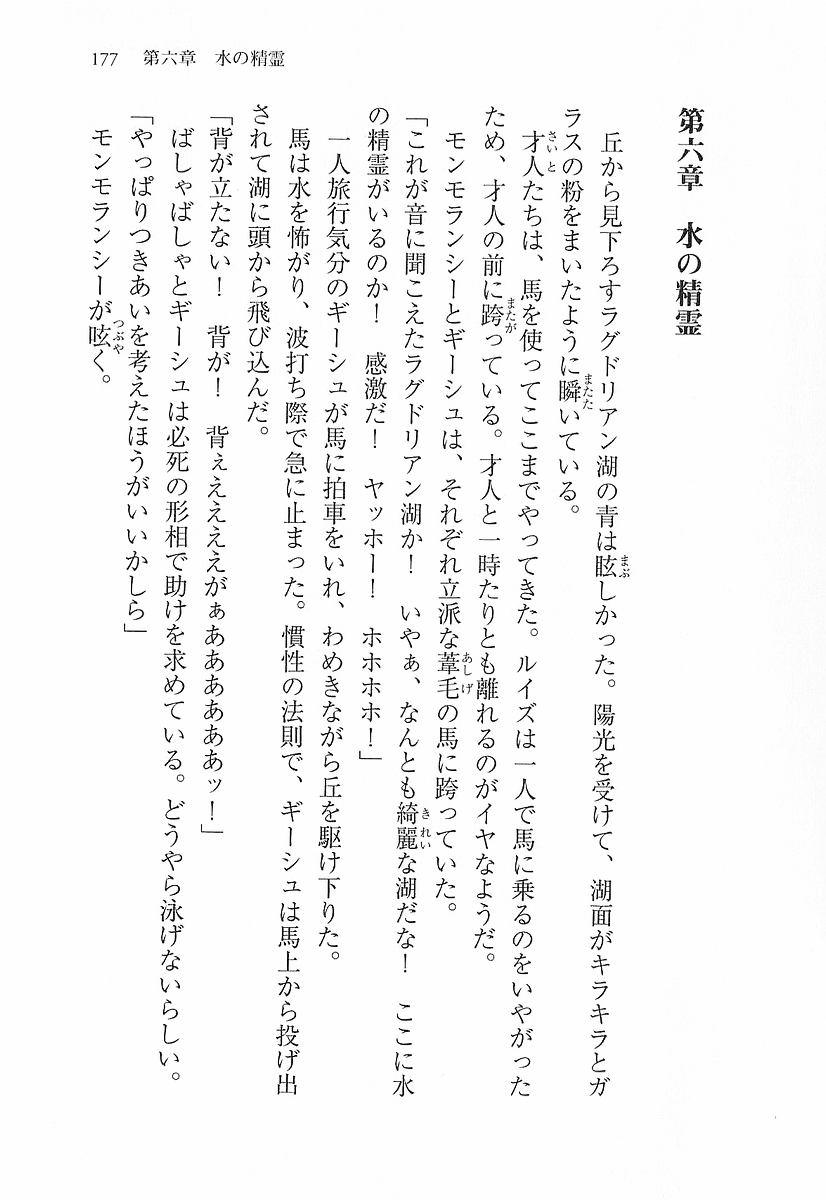 177　第六章　水の精霊
第六章　水の精霊
丘から見下ろすラグドリアン湖の青は眩しかった。陽光を受けて、湖面がキラキラとガ
ラスの粉をまいたように瞬いている。
才人たちは、馬を使ってここまでやってきた。ルイズは一人で馬に乗るのをいやがった
ため、才人の前に跨っている。才人と一時たりとも離れるのがイヤなようだ。
モンモランシーとギーシュは、それぞれ立派な葦毛の馬に跨っていた。
「これが音に聞こえたラグドリアン湖か！　いやぁ、なんとも綺麗な湖だな！　ここに水
の精霊がいるのか！　感激だ！　ヤッホー！　ホホホホ！」
一人旅行気分のギーシュが馬に拍車をいれ、わめきながら丘を駆け下りた。
馬は水を怖がり、波打ち際で急に止まった。慣性の法則で、ギーシュは馬上から投げ出
されて湖に頭から飛び込んだ。
「背が立たない！　背が！　背ぇえええええがぁああああああッ！」
ばしゃばしゃとギーシュは必死の形相で助けを求めている。どうやら泳げないらしい。
「やっぱりつきあいを考えたほうがいいかしら」
モンモランシーが呟く。